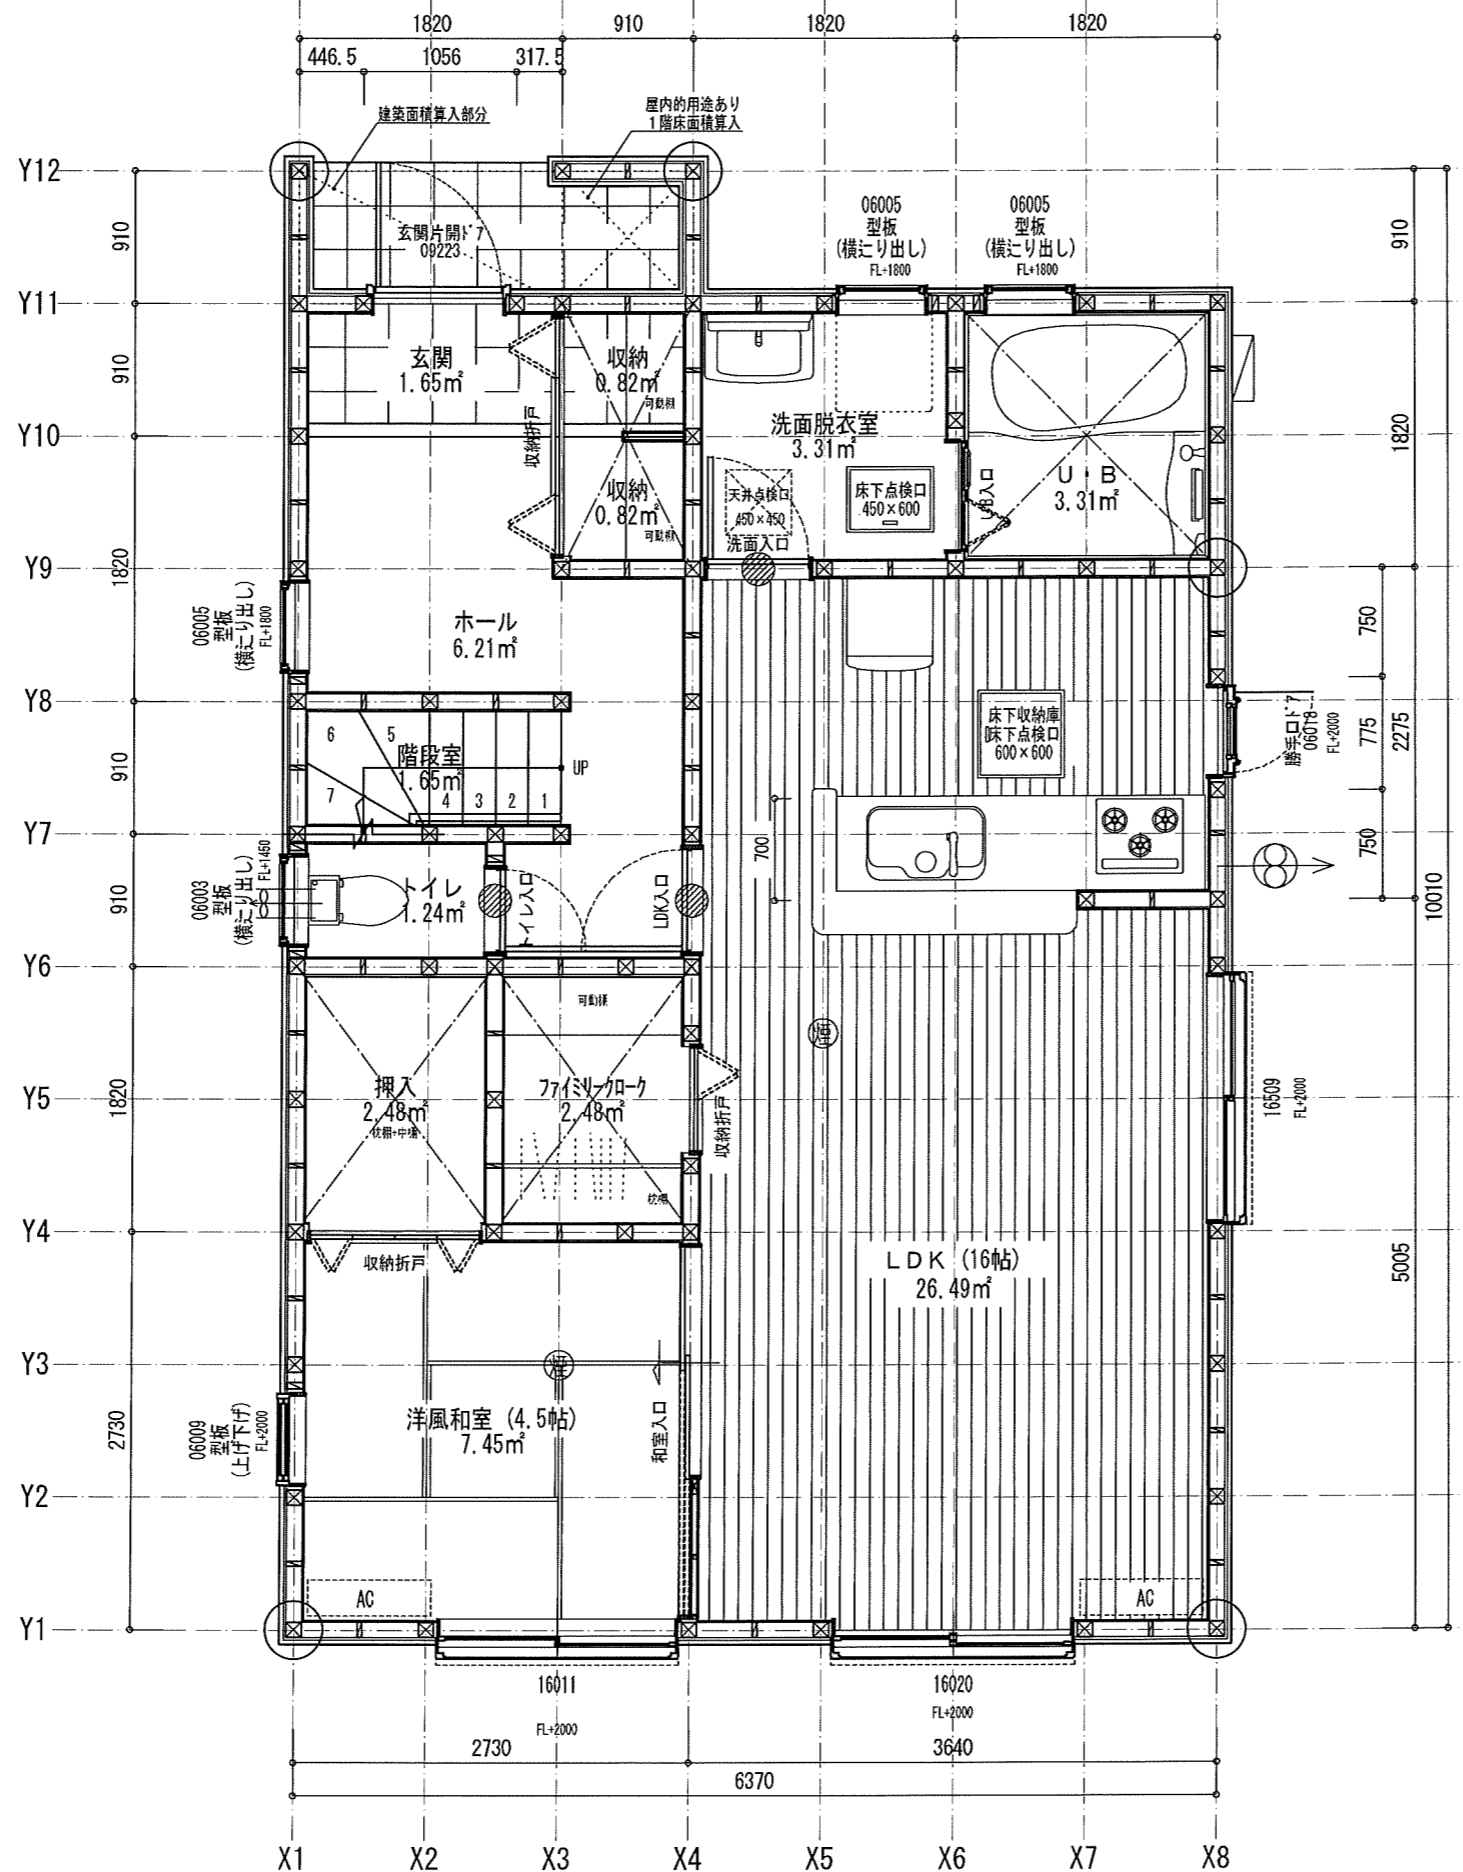 1820
910
1820
1820
446.5
1056
317.5
建築面積算入部分
屋内的用途あり
1階床面積算入
Y12
910
玄関片開ﾄﾞｱ
09223
06005
型板
(横辷り出し)
FL+1800
06005
型板
(横辷り出し)
FL+1800
910
Y11
910
玄関
1.65㎡
収納
0.82㎡
可動棚
収納折戸
洗面脱衣室
3.31㎡
U・B
3.31㎡
UB入口
1820
Y10
収納
0.82㎡
可動棚
天井点検口
450×450
洗面入口
床下点検口
450×600
Y9
1820
06005
型板
(横辷り出し)
FL+1800
ホール
6.21㎡
750
Y8
床下収納庫
床下点検口
600×600
勝手口ﾄﾞｱ
06018
FL+2000
775
2275
910
6
5
階段室
1.65㎡
7
4
3
2
1
UP
Y7
700
750
910
06003
型板
(横辷り出し)
FL+1450
トイレ
1.24㎡
トイレ入口
LDK入口
10010
Y6
可動棚
煙
Y5
1820
押入
2.48㎡
枕棚+中棚
ﾌｧｲﾐﾘｰｸﾛｰｸ
2.48㎡
枕棚
収納折戸
16509
FL+2000
Y4
収納折戸
LDK (16帖)
26.49㎡
5005
Y3
煙
2730
06009
型板
(上げ下げ)
FL+2000
洋風和室 (4.5帖)
7.45㎡
和室入口
Y2
AC
AC
Y1
16011
FL+2000
16020
FL+2000
2730
3640
6370
X1
X2
X3
X4
X5
X6
X7
X8